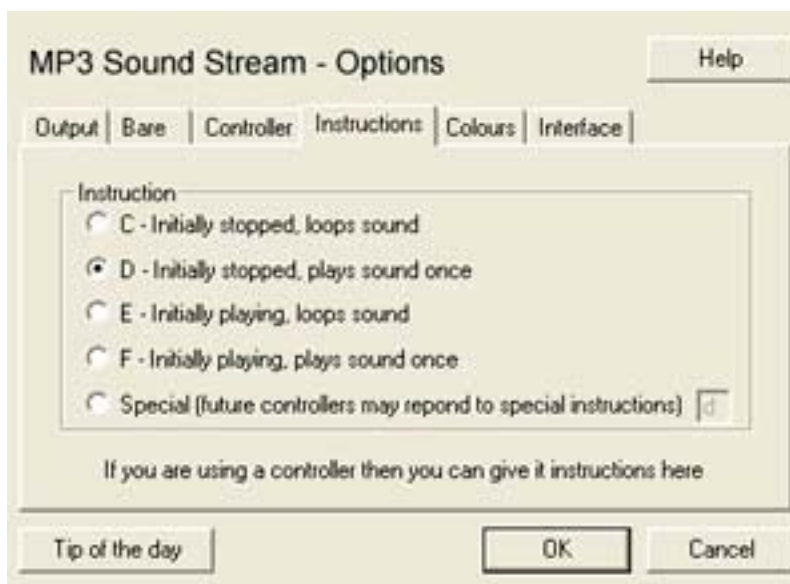 MP3 Sound Stream - Options
Help
Output Bare Controller Instructions Colours Interface
Instruction
C - Initially stopped, loops sound
D - Initially stopped, plays sound once
E - Initially playing, loops sound
F - Initially playing, plays sound once
Special (future controllers may repond to special instructions) d
If you are using a controller then you can give it instructions here
Tip of the day OK Cancel